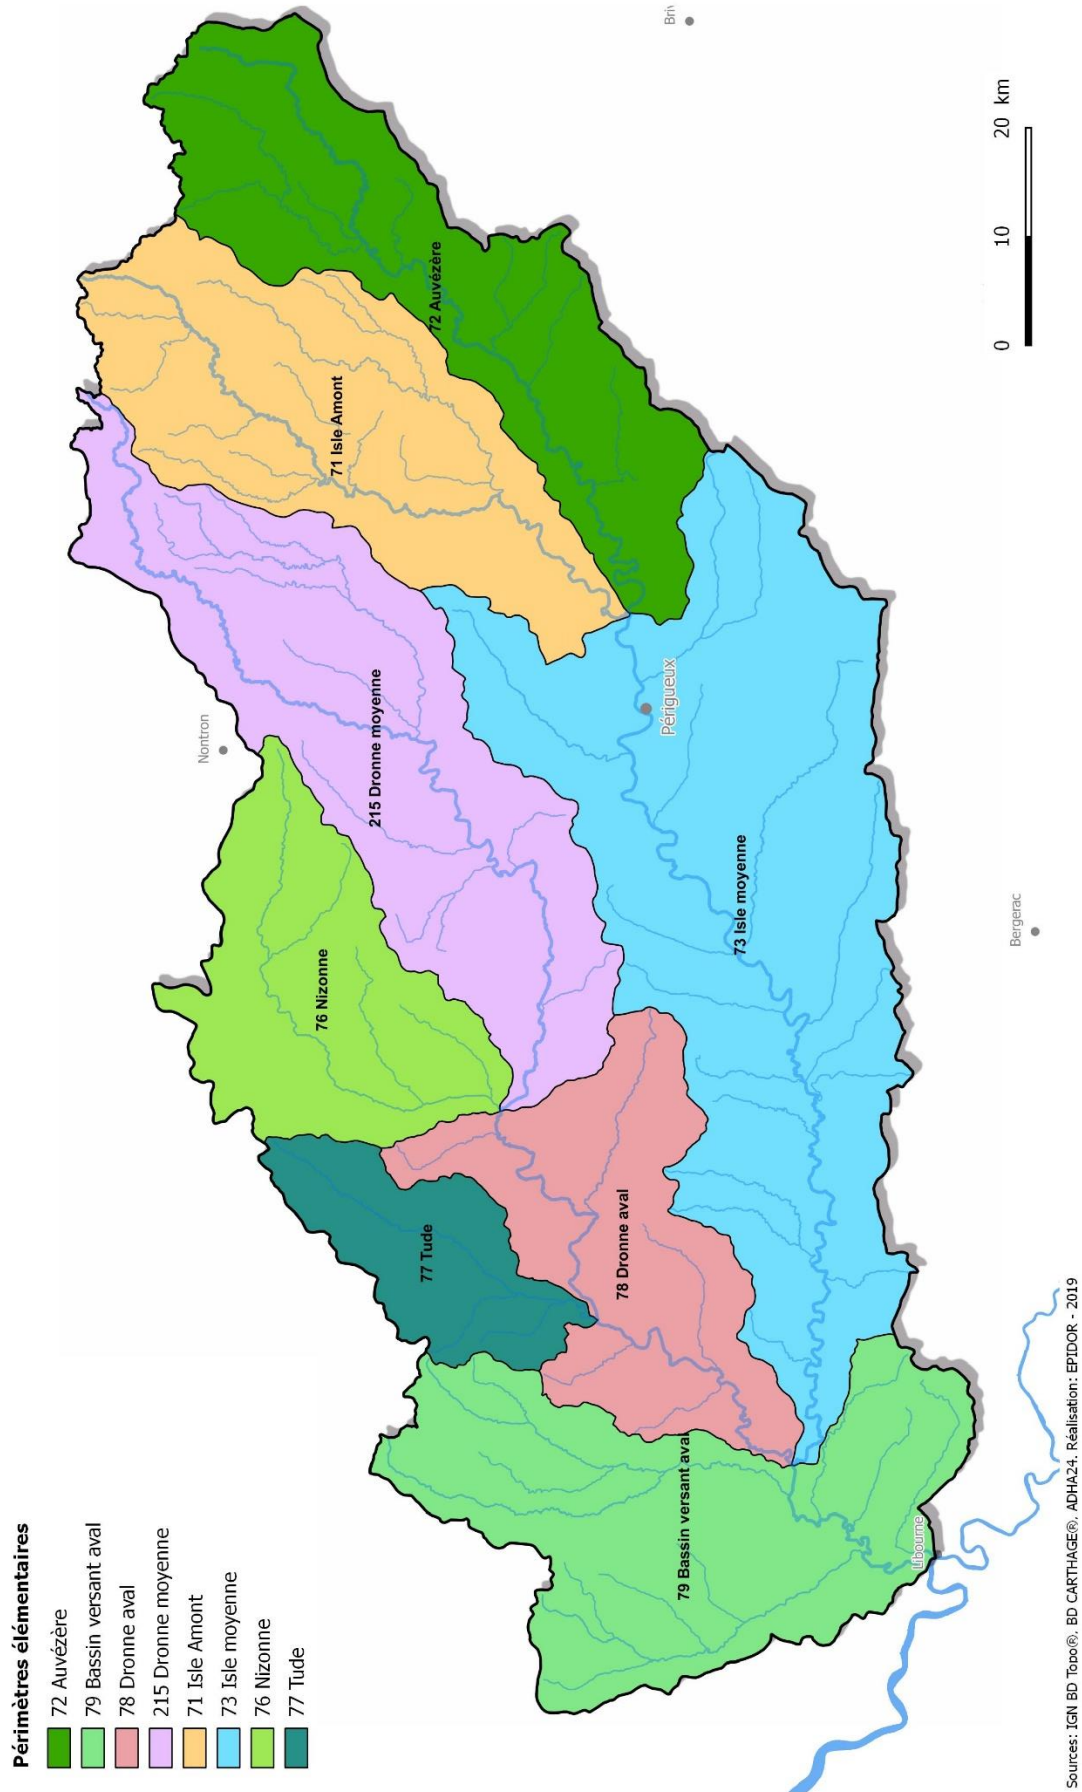 Périmètres élémentaires
72 Auvézère
79 Bassin versant aval
78 Dronne aval
215 Dronne moyenne
71 Isle Amont
73 Isle moyenne
76 Nizonne
77 Tude
Nontron
76 Nizonne
215 Dronne moyenne
71 Isle Amont
72 Auvézère
77 Tude
78 Dronne aval
Périgueux
73 Isle moyenne
79 Bassin versant aval
Libourne
Bergerac
Briv
0 10 20 km
Sources: IGN BD Topo®, BD CARTHAGE®, ADHA24. Réalisation: EPIDOR - 2019